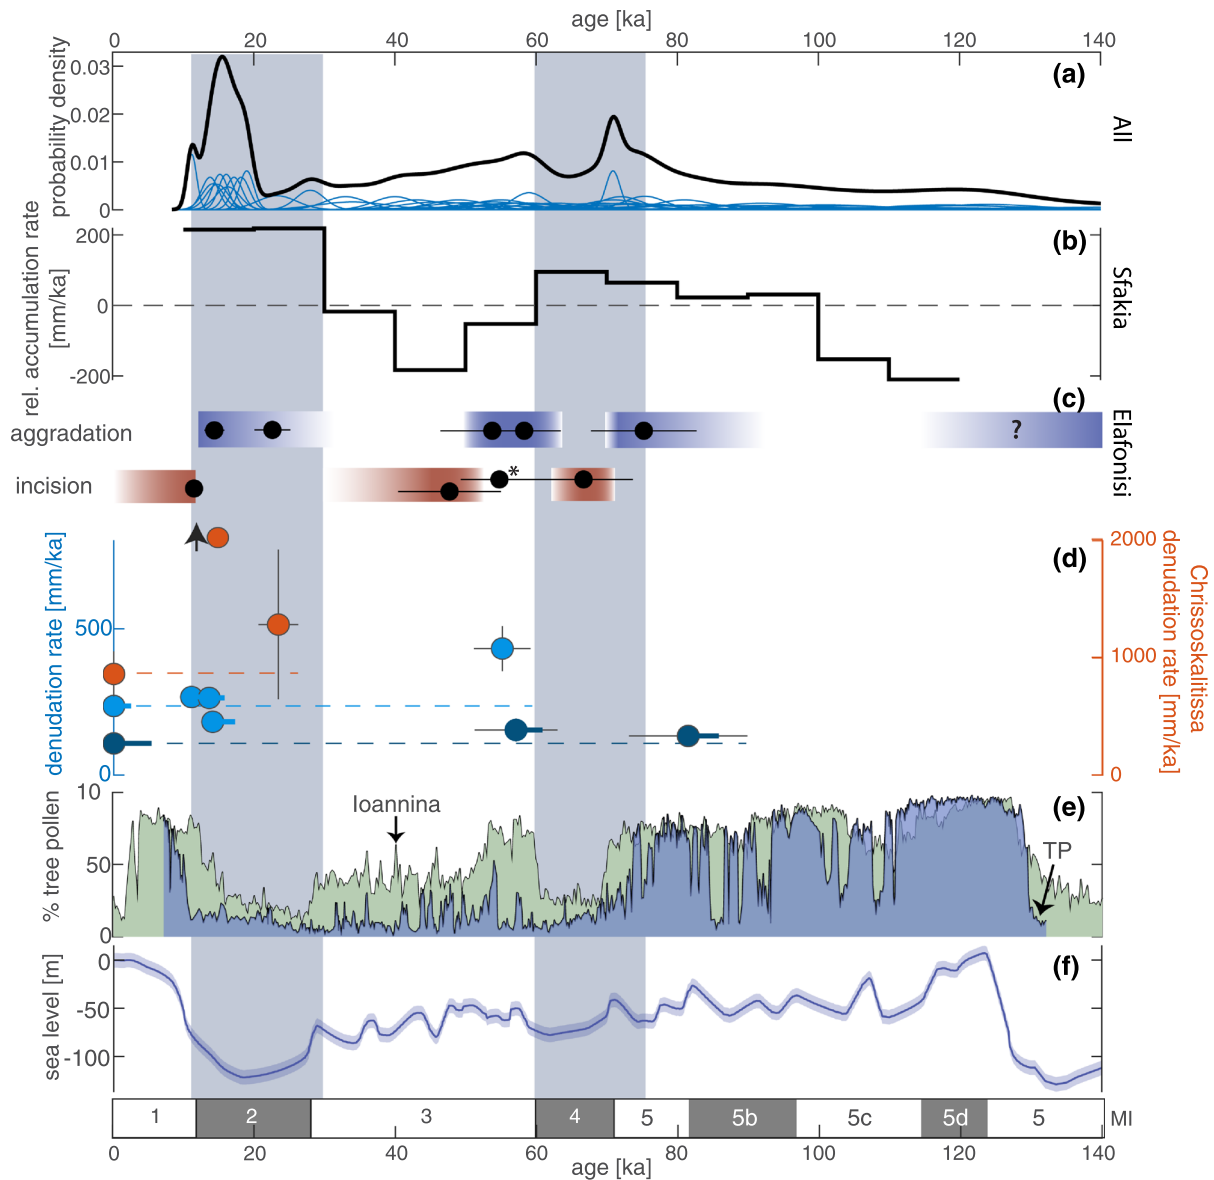 age [ka]
0 20 40 60 80 100 120 140
probability density
0.03
0.02
0.01
0
(a)
All
rel. accumulation rate
[mm/ka]
200
0
-200
(b)
Sfakia
(c)
aggradation
?
Elafonisi
incision
*
denudation rate [mm/ka]
500
0
(d)
2000
1000
0
Chrissoskalitissa
denudation rate [mm/ka]
% tree pollen
10
50
0
Ioannina
(e)
TP
sea level [m]
0
-50
-100
(f)
1 2 3 4 5 5b 5c 5d 5 MI
0 20 40 60 80 100 120 140
age [ka]